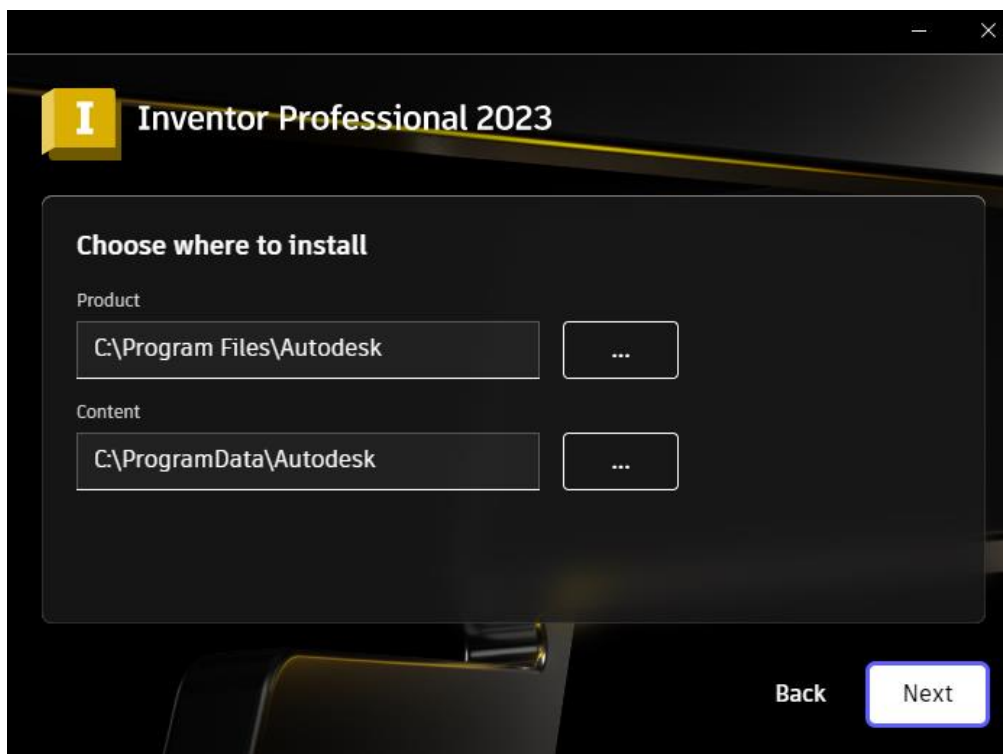 I
Inventor Professional 2023
Choose where to install
Product
C:\Program Files\Autodesk
...
Content
C:\ProgramData\Autodesk
...
Back
Next